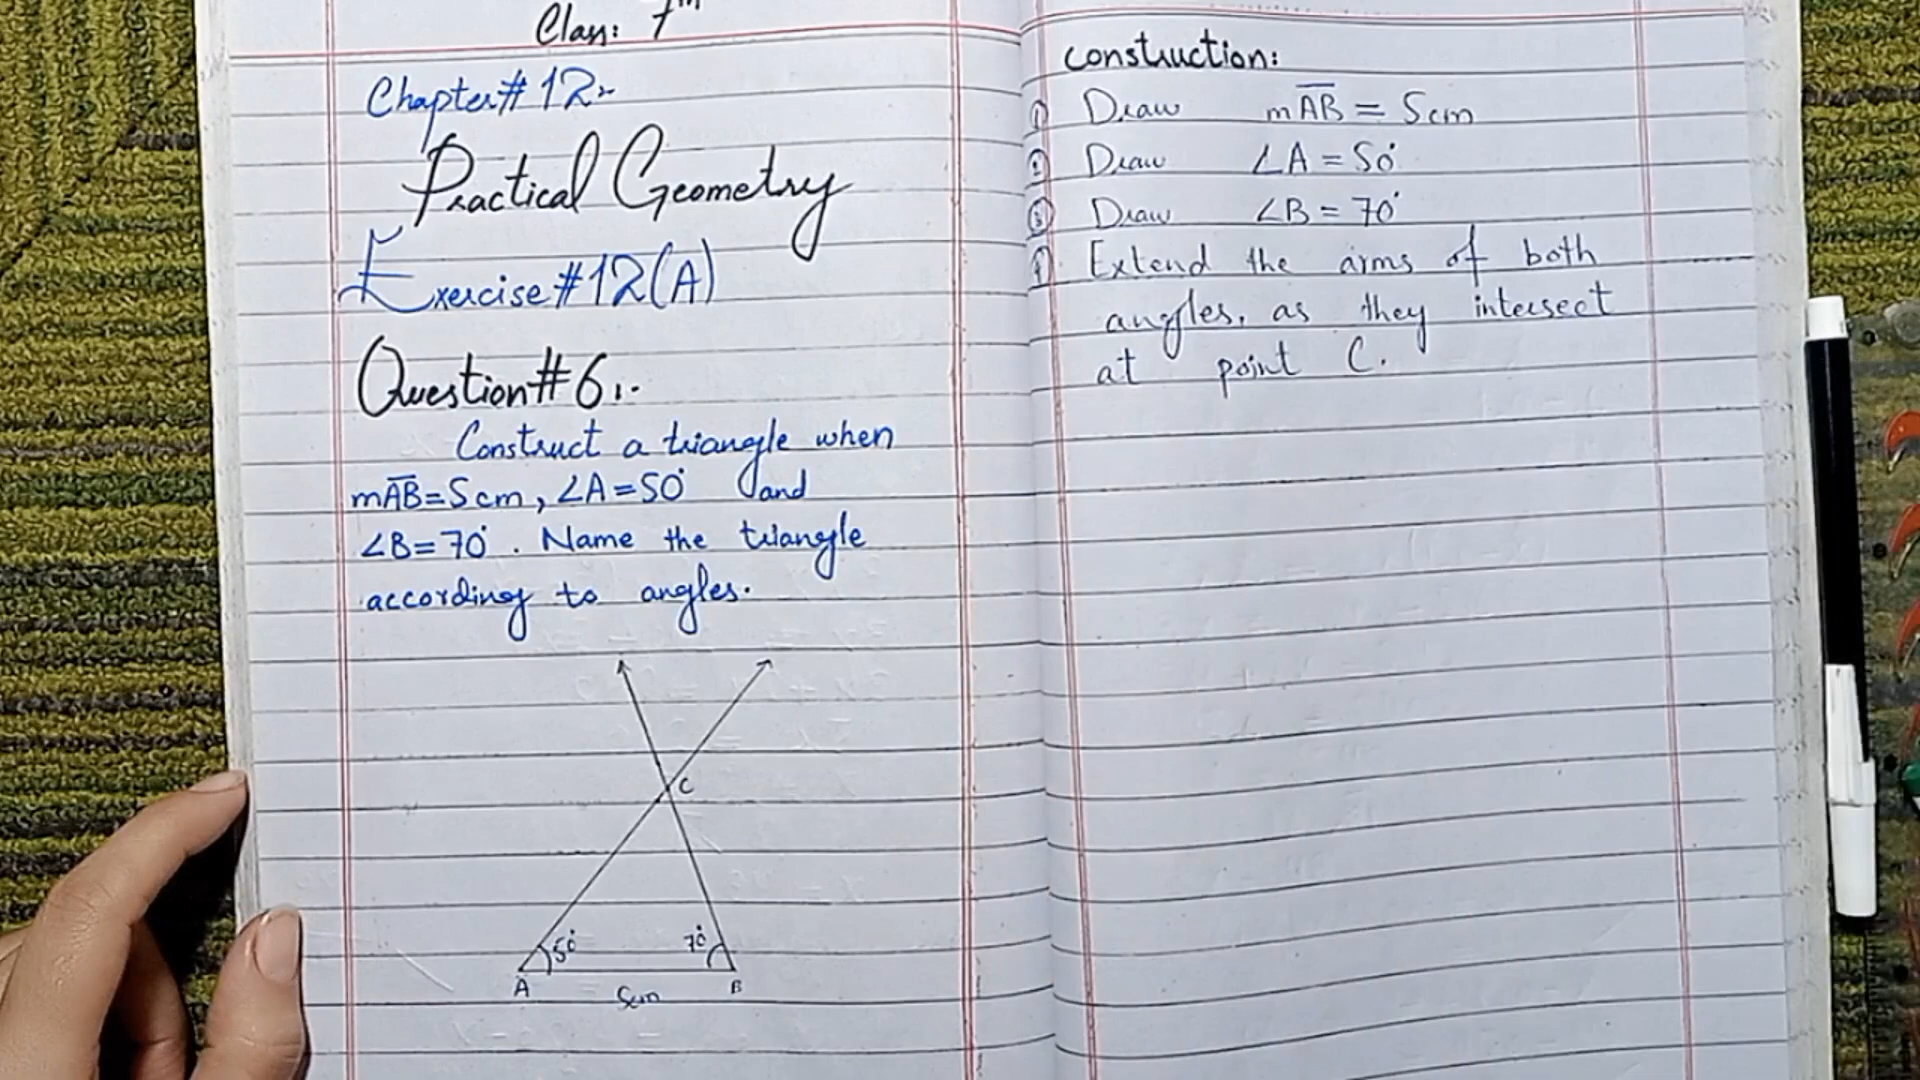 Class: 7th
Chapter# 12:-
Practical Geometry
Exercise#12(A)
Question#6:-
Construct a triangle when
mAB=5cm, ∠A=50° and
∠B=70°. Name the triangle
according to angles.
C
50° 70°
A 5cm B
construction:
① Draw mAB = 5cm
② Draw ∠A = 50°
③ Draw ∠B = 70°
④ Extend the arms of both
angles, as they intersect
at point C.